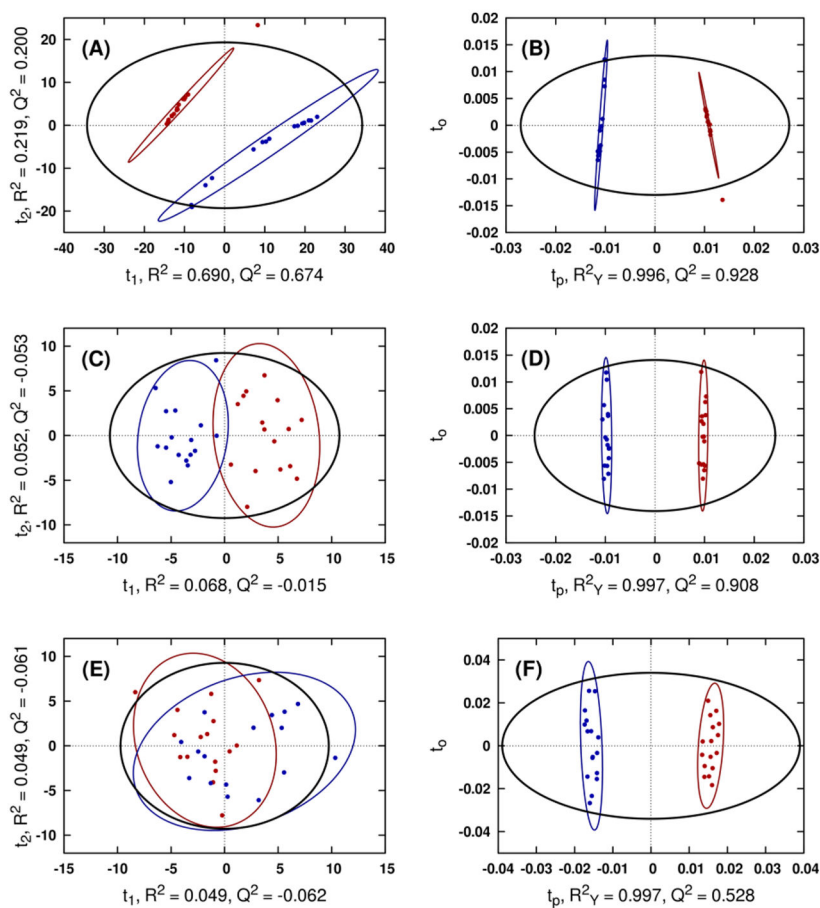 (A)
20
10
0
-10
-20
t2, R² = 0.219, Q² = 0.200
-40 -30 -20 -10 0 10 20 30 40
t1, R² = 0.690, Q² = 0.674
(B)
0.02
0.015
0.01
0.005
0
-0.005
-0.01
-0.015
-0.02
to
-0.03 -0.02 -0.01 0 0.01 0.02 0.03
tp, R²Y = 0.996, Q² = 0.928
(C)
10
5
0
-5
-10
t2, R² = 0.052, Q² = -0.053
-15 -10 -5 0 5 10 15
t1, R² = 0.068, Q² = -0.015
(D)
0.02
0.015
0.01
0.005
0
-0.005
-0.01
-0.015
-0.02
to
-0.03 -0.02 -0.01 0 0.01 0.02 0.03
tp, R²Y = 0.997, Q² = 0.908
(E)
10
5
0
-5
-10
t2, R² = 0.049, Q² = -0.061
-15 -10 -5 0 5 10 15
t1, R² = 0.049, Q² = -0.062
(F)
0.04
0.02
0
-0.02
-0.04
to
-0.04 -0.03 -0.02 -0.01 0 0.01 0.02 0.03 0.04
tp, R²Y = 0.997, Q² = 0.528